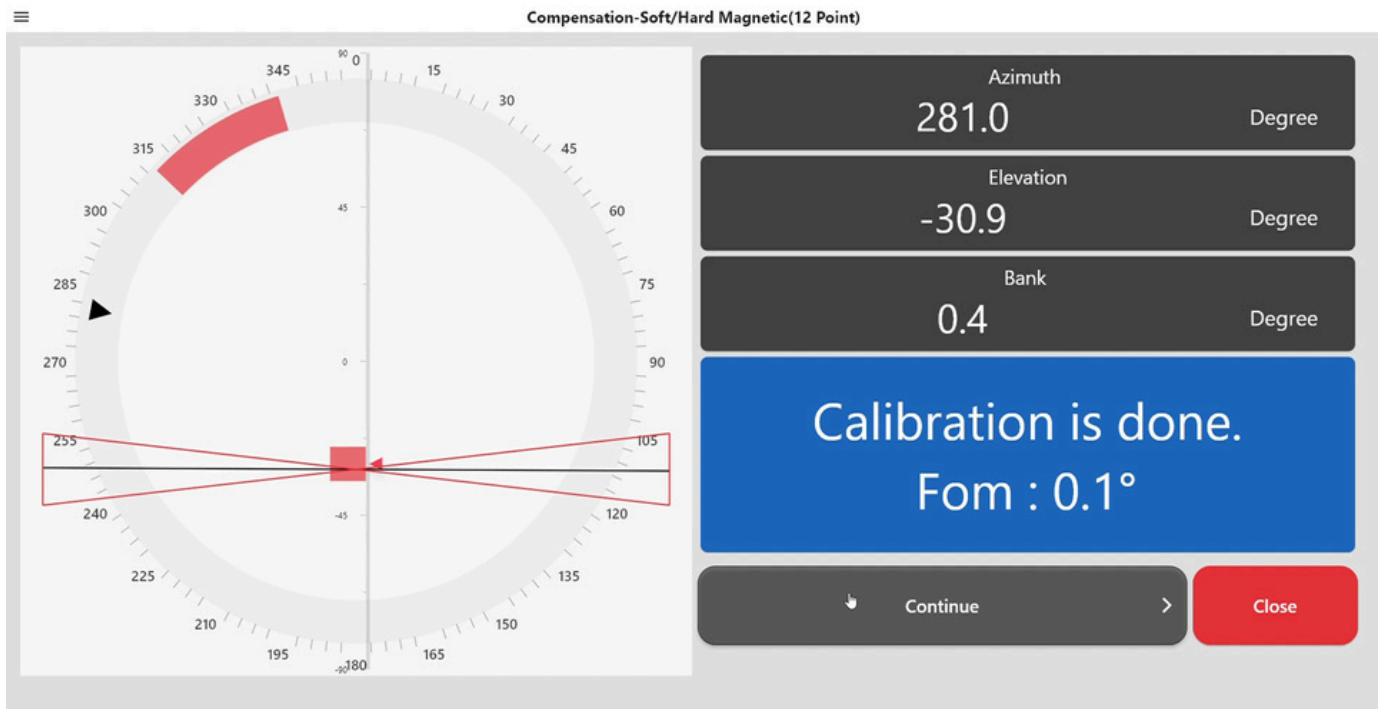 Compensation-Soft/Hard Magnetic(12 Point)
90
0
345
15
330
30
315
45
45
300
60
285
75
0
270
90
255
105
240
-45
120
225
135
210
150
195
-90
180
165
Azimuth
281.0 Degree
Elevation
-30.9 Degree
Bank
0.4 Degree
Calibration is done.
Fom : 0.1°
Continue
Close